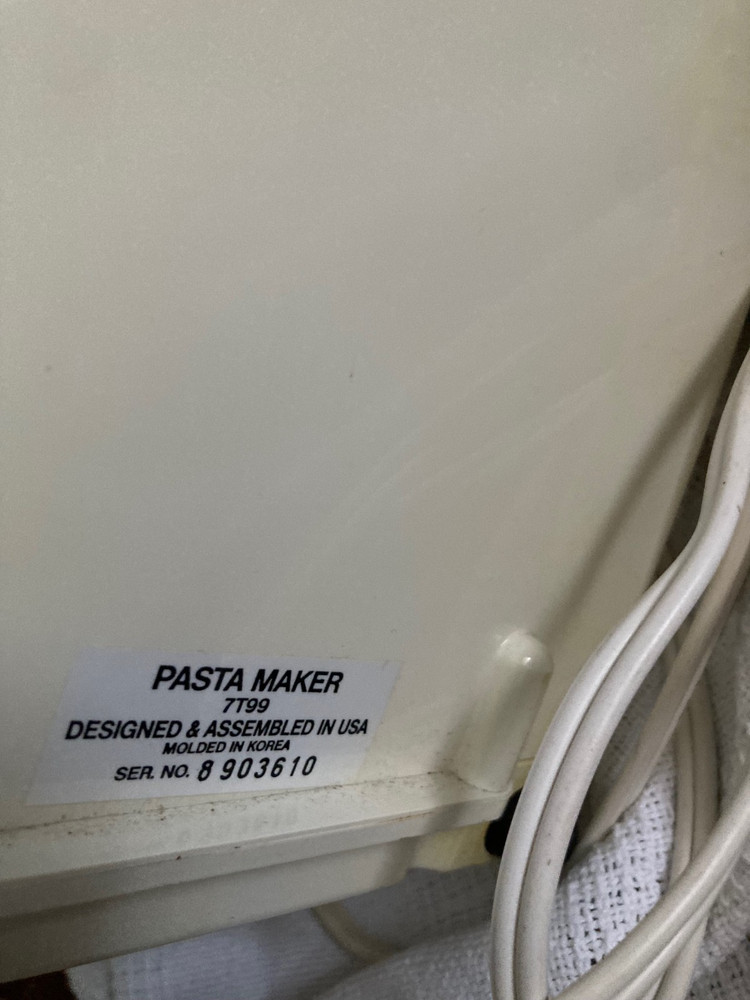 PASTA MAKER
7T99
DESIGNED & ASSEMBLED IN USA
MOLDED IN KOREA
SER. NO. 8 903610